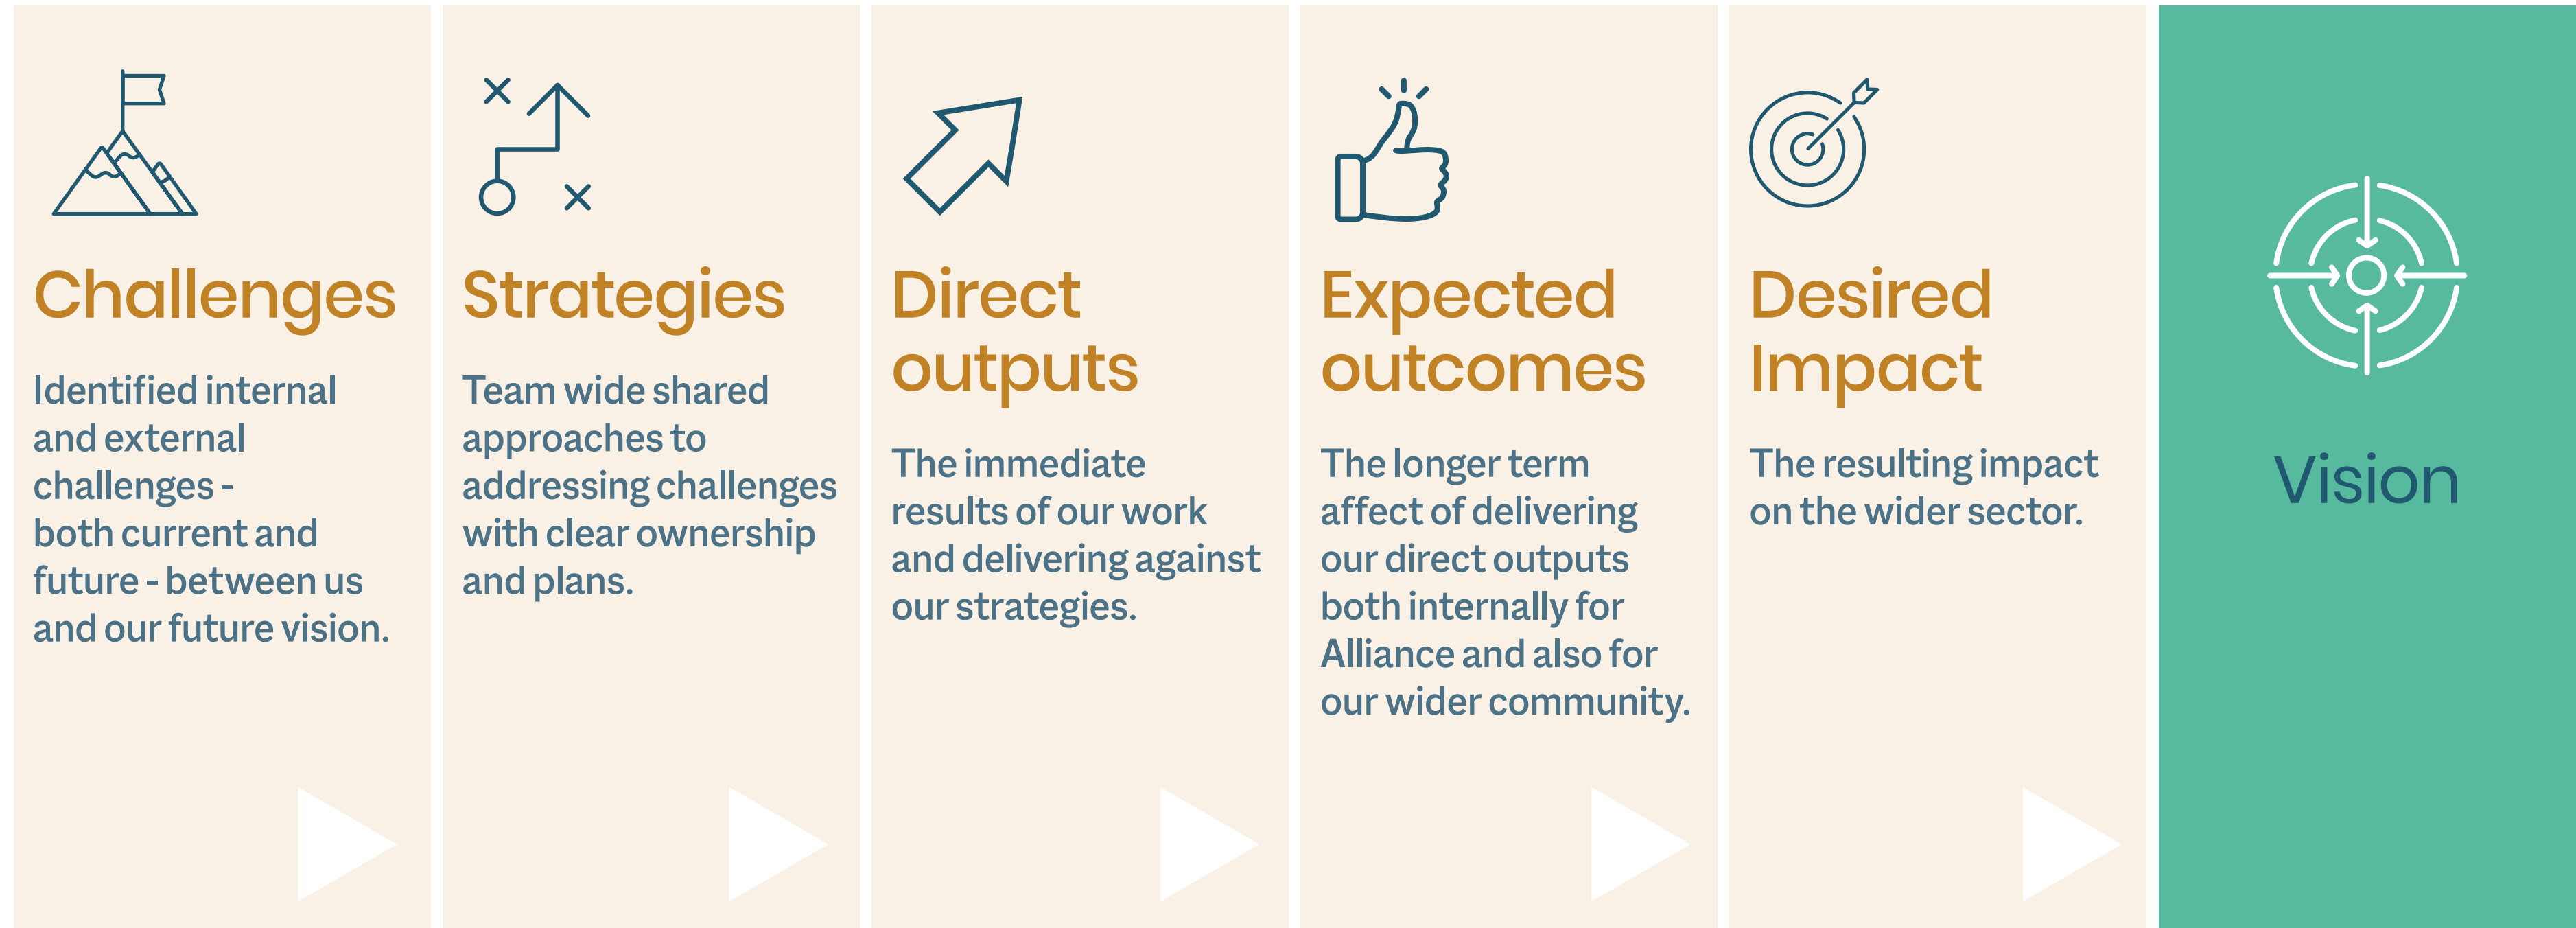 Challenges
Identified internal
and external
challenges -
both current and
future - between us
and our future vision.
Strategies
Team wide shared
approaches to
addressing challenges
with clear ownership
and plans.
Direct
outputs
The immediate
results of our work
and delivering against
our strategies.
Expected
outcomes
The longer term
affect of delivering
our direct outputs
both internally for
Alliance and also for
our wider community.
Desired
Impact
The resulting impact
on the wider sector.
Vision